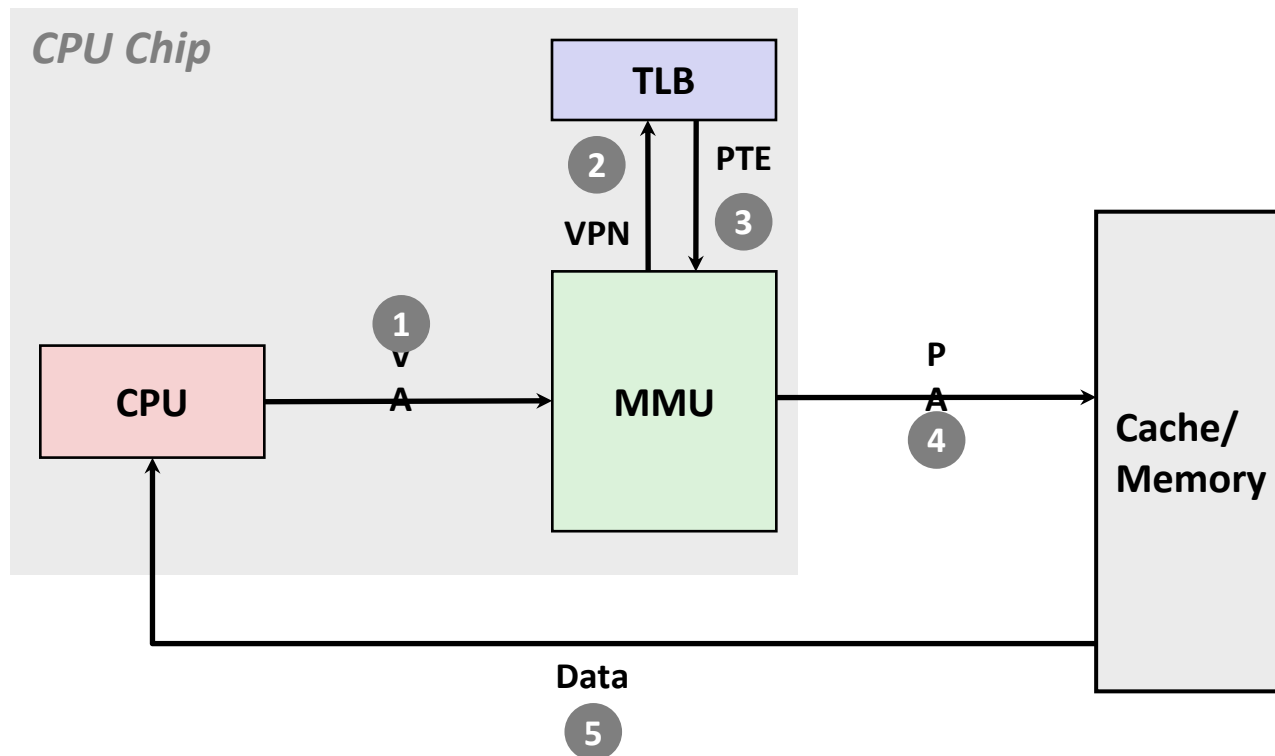 CPU Chip
TLB
2
PTE
3
VPN
1
V
A
CPU
MMU
P
A
4
Cache/
Memory
Data
5